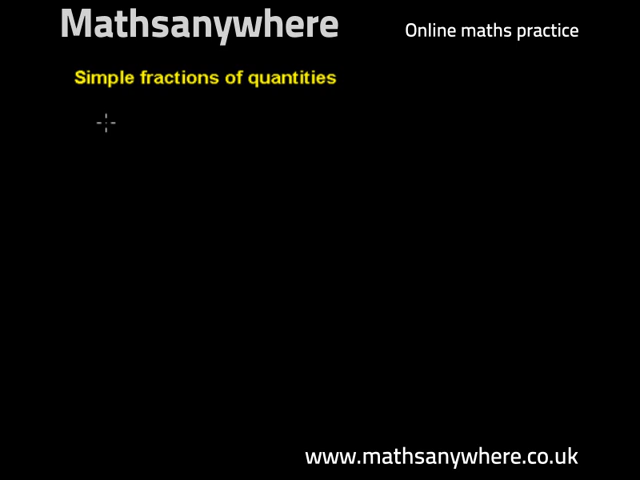 Mathsanywhere
Online maths practice
Simple fractions of quantities
www.mathsanywhere.co.uk